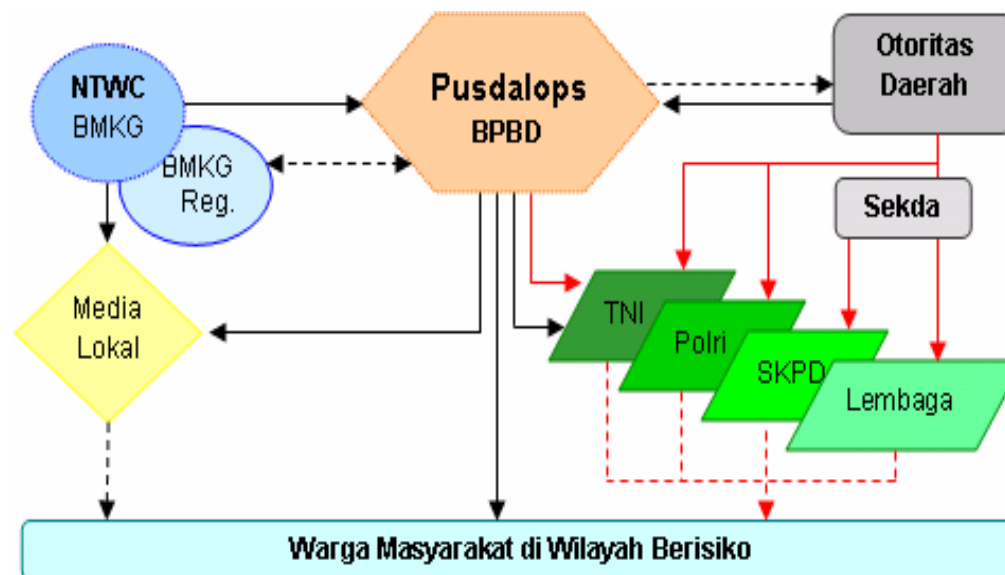 NTWC
BMKG
BMKG
Reg.
Pusdalops
BPBD
Otoritas
Daerah
Sekda
Media
Lokal
TNI
Polri
SKPD
Lembaga
Warga Masyarakat di Wilayah Berisiko